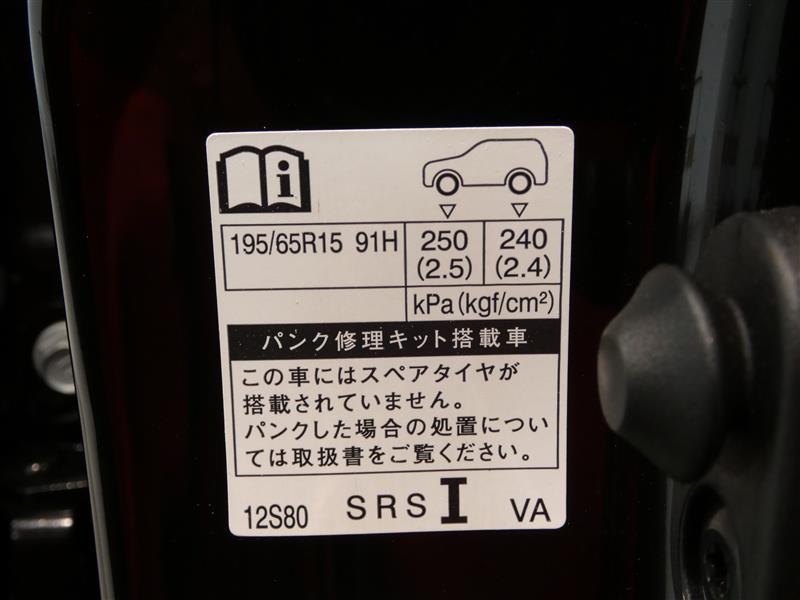 i
195/65R15 91H 250 240
(2.5) (2.4)
kPa(kgf/cm²)
パンク修理キット搭載車
この車にはスペアタイヤが
搭載されていません。
パンクした場合の処置につい
ては取扱書をご覧ください。
12S80 SRS I VA